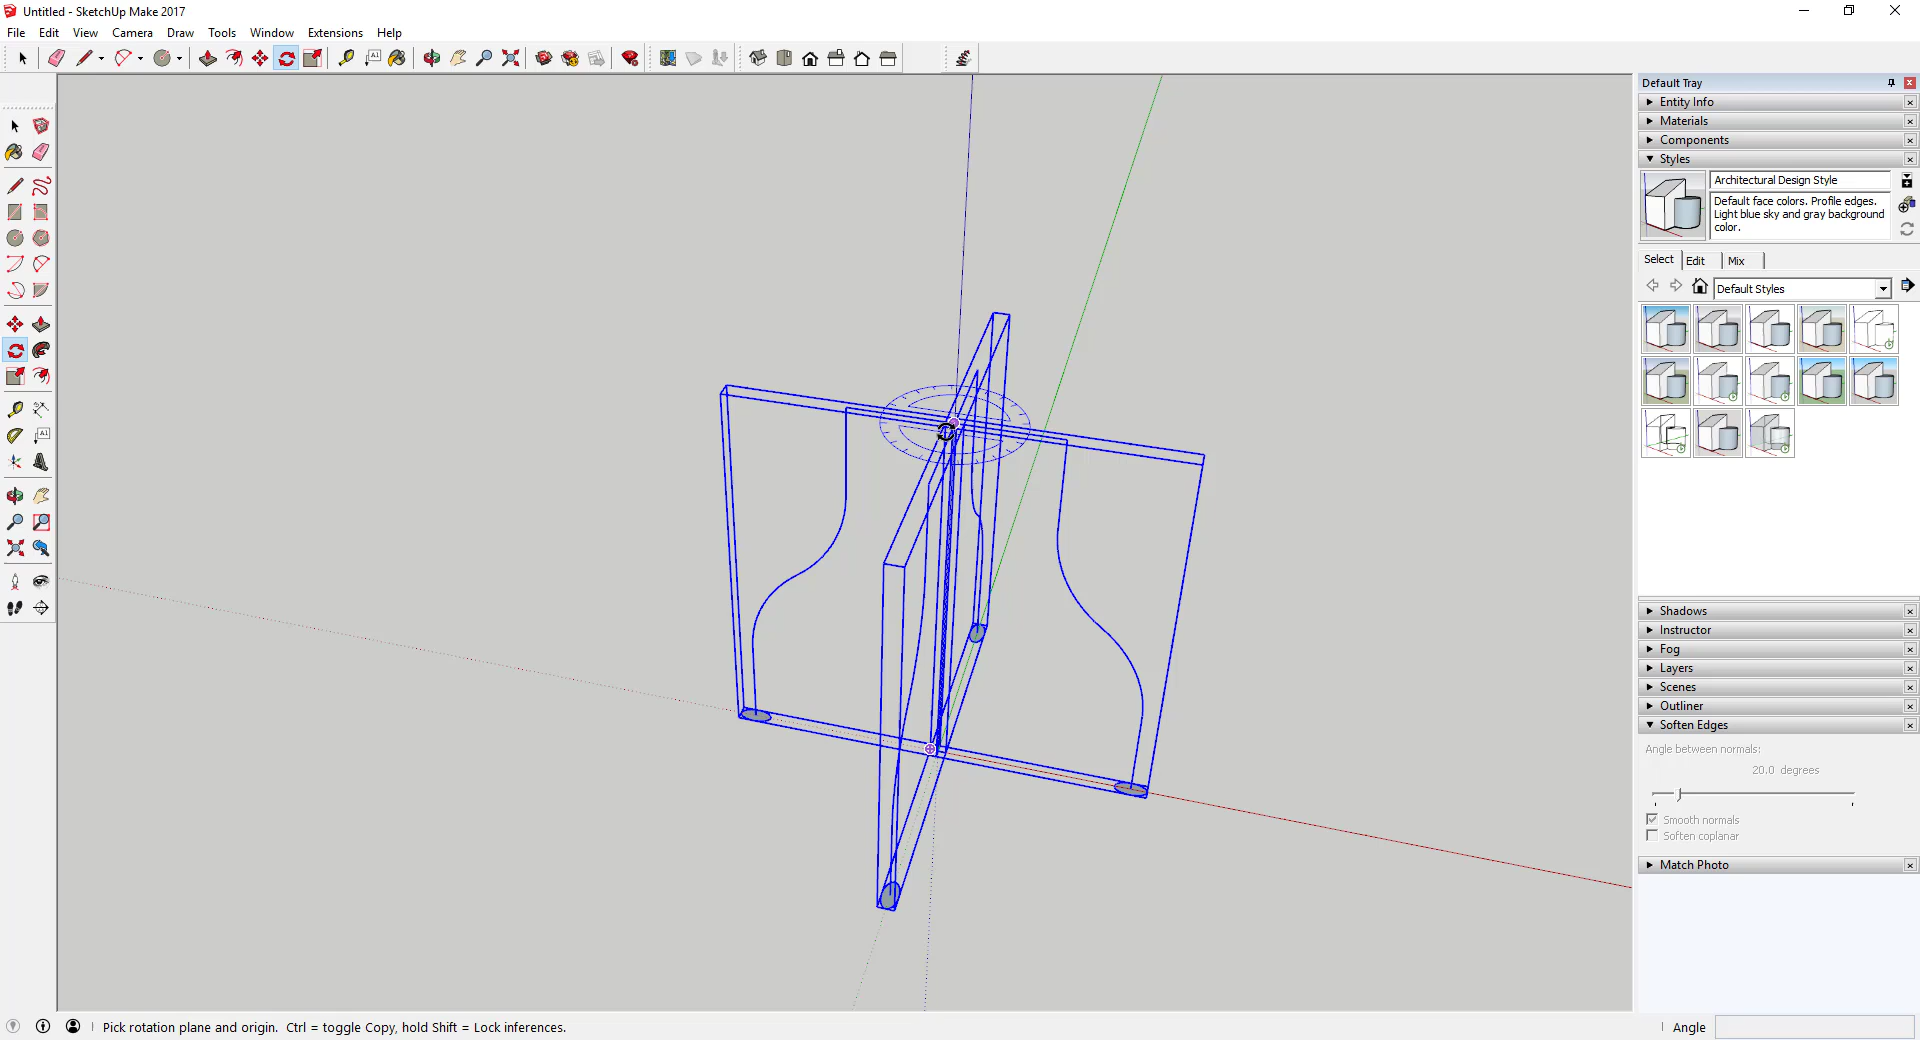 Untitled - SketchUp Make 2017
File Edit View Camera Draw Tools Window Extensions Help
A1
Default Tray
Entity Info
Materials
Components
Styles
Architectural Design Style
Default face colors. Profile edges.
Light blue sky and gray background
color.
Select Edit Mix
Default Styles
A1
Shadows
Instructor
Fog
Layers
Scenes
Outliner
Soften Edges
Angle between normals:
20.0 degrees
Smooth normals
Soften coplanar
Match Photo
Pick rotation plane and origin. Ctrl = toggle Copy, hold Shift = Lock inferences.
Angle